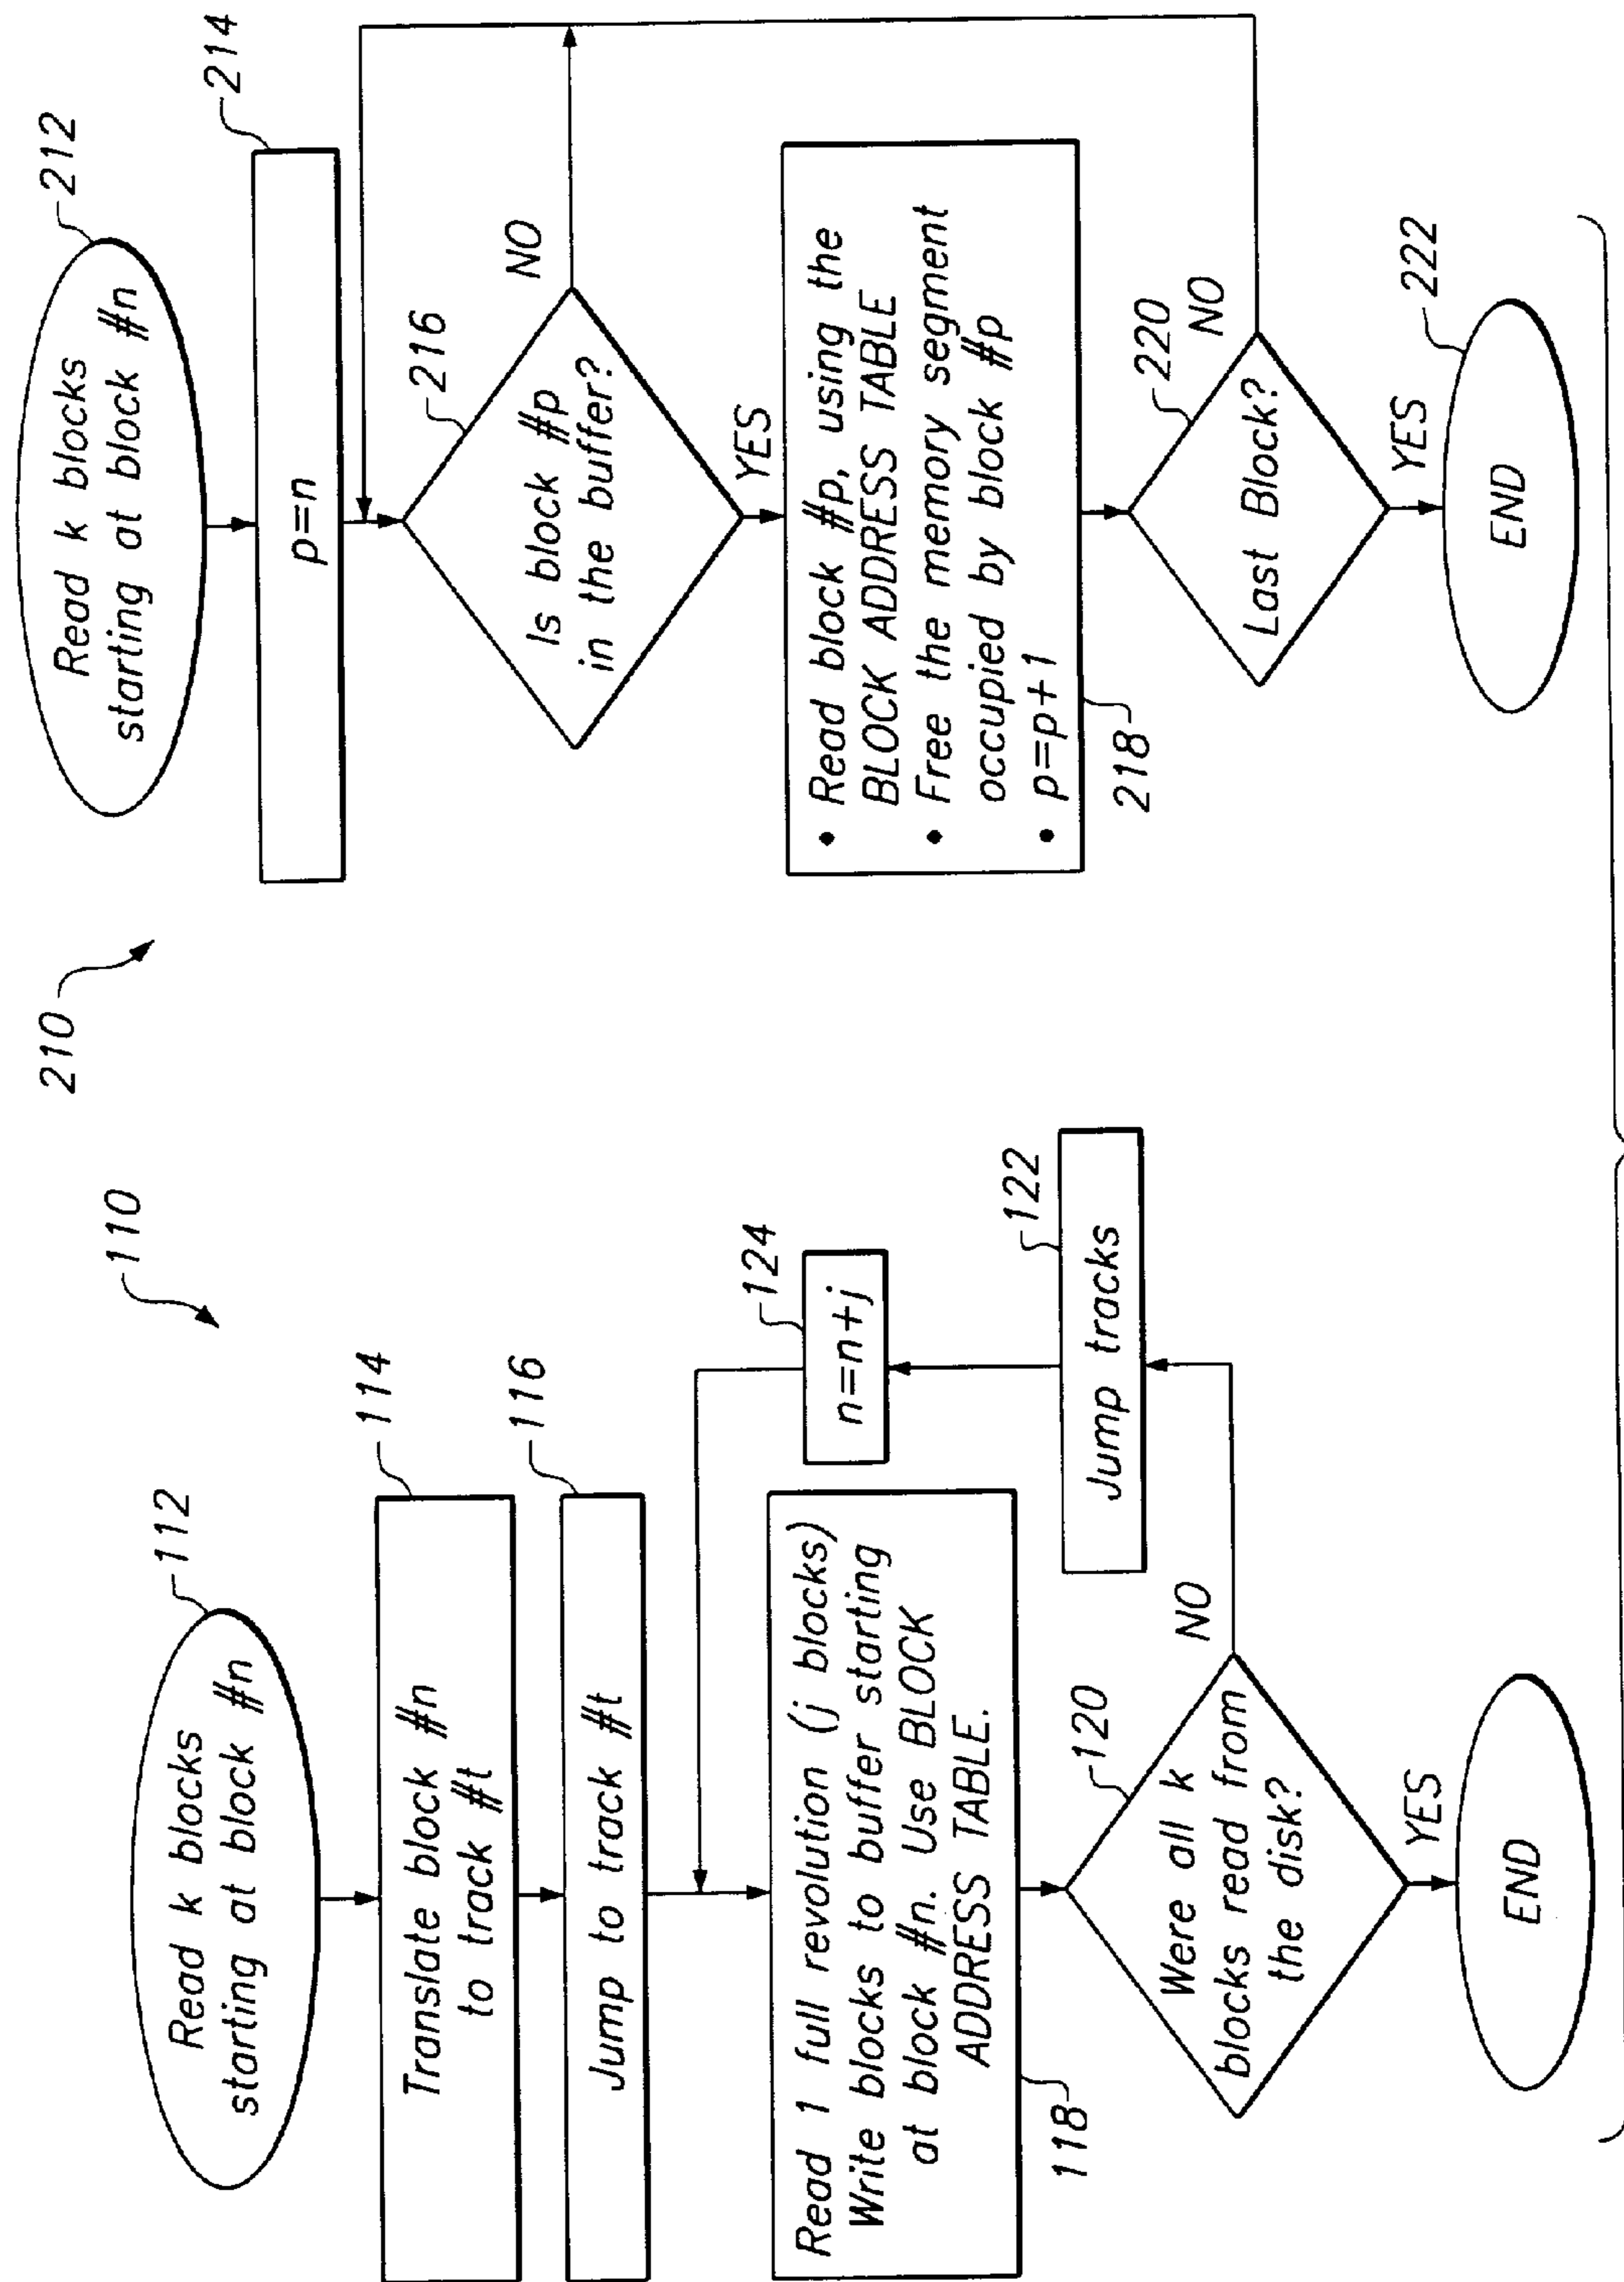 110
112
Read k blocks
starting at block #n
114
Translate block #n
to track #t
116
Jump to track #t
124
n=n+j
118
Read 1 full revolution (j blocks)
Write blocks to buffer starting
at block #n. Use BLOCK
ADDRESS TABLE.
122
Jump tracks
120
NO
Were all k
blocks read from
the disk?
YES
END
210
212
Read k blocks
starting at block #n
214
p=n
216
NO
Is block #p
in the buffer?
YES
• Read block #p, using the
BLOCK ADDRESS TABLE
• Free the memory segment
occupied by block #p
• p=p+1
218
220
NO
Last Block?
YES
222
END